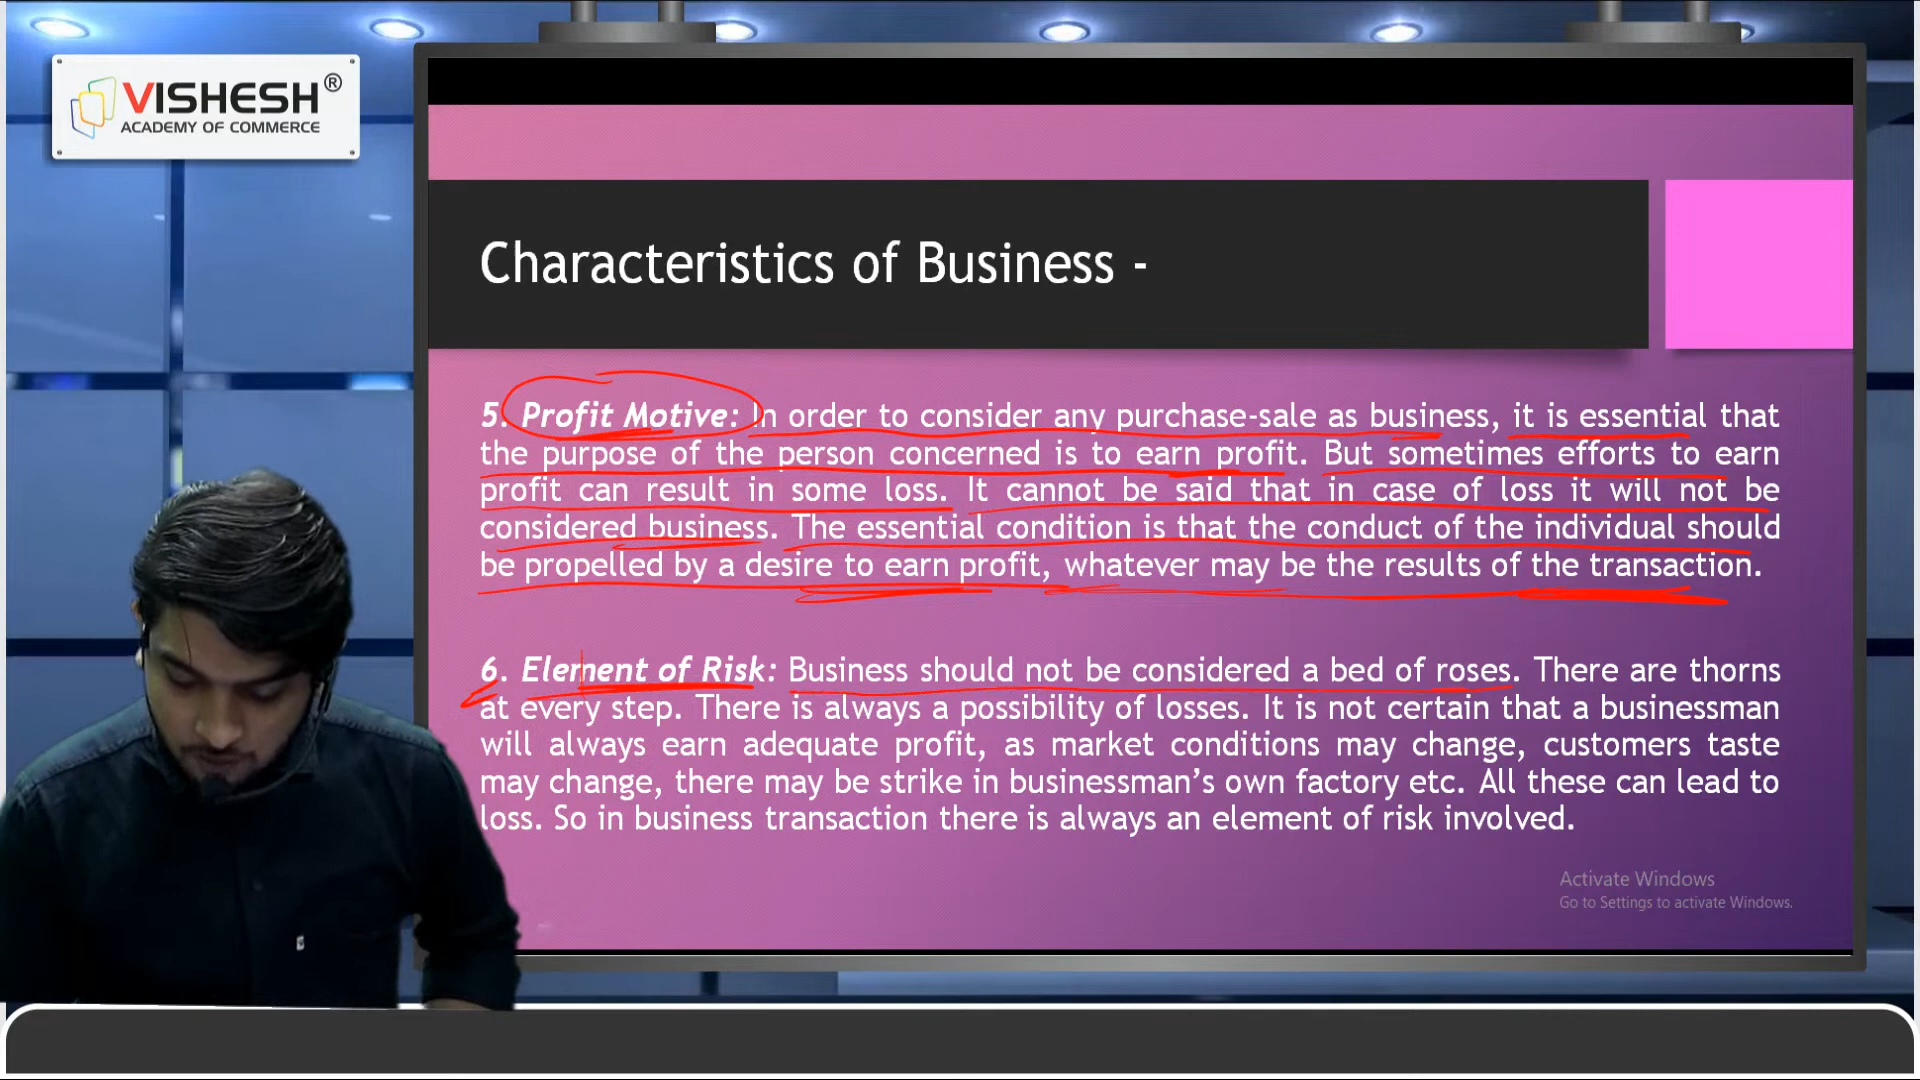 VISHESH®
ACADEMY OF COMMERCE
Characteristics of Business -
5. Profit Motive: In order to consider any purchase-sale as business, it is essential that
the purpose of the person concerned is to earn profit. But sometimes efforts to earn
profit can result in some loss. It cannot be said that in case of loss it will not be
considered business. The essential condition is that the conduct of the individual should
be propelled by a desire to earn profit, whatever may be the results of the transaction.
6. Element of Risk: Business should not be considered a bed of roses. There are thorns
at every step. There is always a possibility of losses. It is not certain that a businessman
will always earn adequate profit, as market conditions may change, customers taste
may change, there may be strike in businessman's own factory etc. All these can lead to
loss. So in business transaction there is always an element of risk involved.
Activate Windows
Go to Settings to activate Windows.